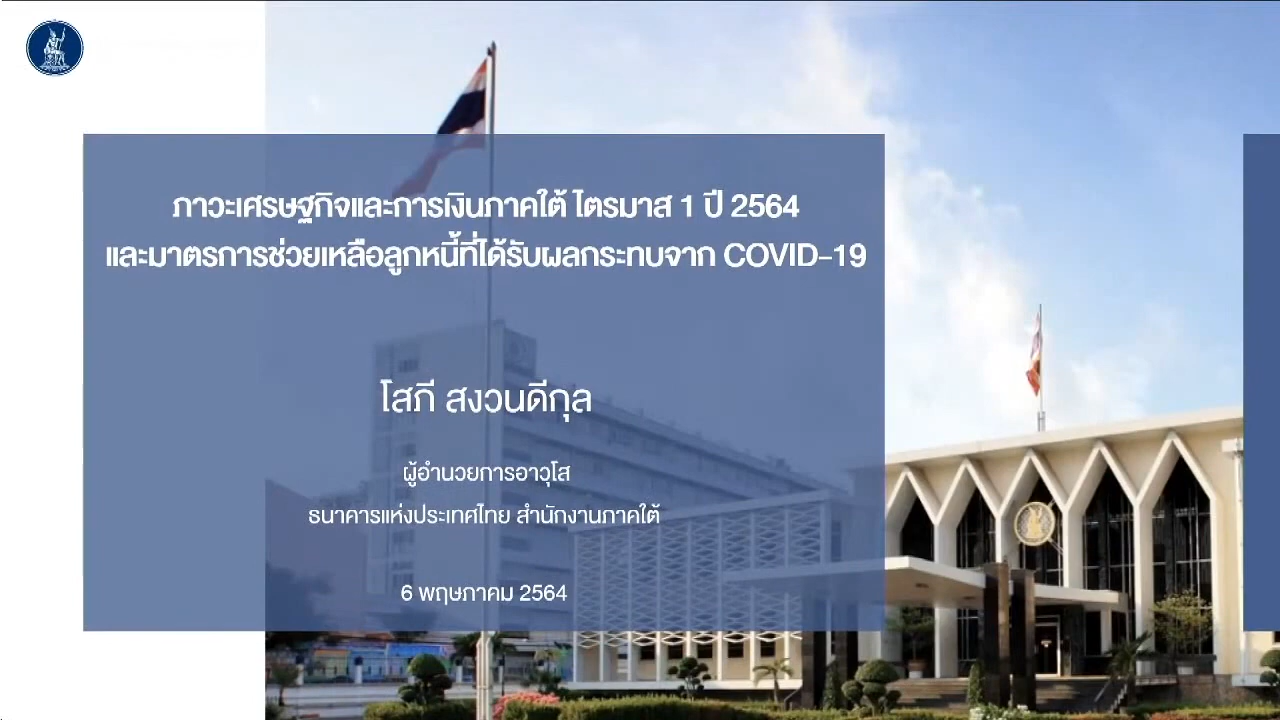 ภาวะเศรษฐกิจและการเงินภาคใต้ ไตรมาส 1 ปี 2564
และมาตรการช่วยเหลือลูกหนี้ที่ได้รับผลกระทบจาก COVID-19
โสภี สงวนดีกุล
ผู้อำนวยการอาวุโส
ธนาคารแห่งประเทศไทย สำนักงานภาคใต้
6 พฤษภาคม 2564